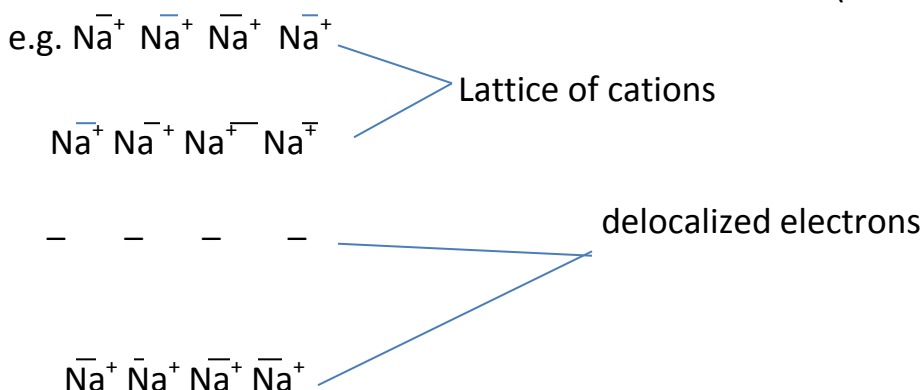 e.g. Na⁺ Na⁺ Na⁺ Na⁺
Lattice of cations
Na⁺ Na⁺ Na⁺ Na⁺
– – – –
delocalized electrons
Na⁺ Na⁺ Na⁺ Na⁺